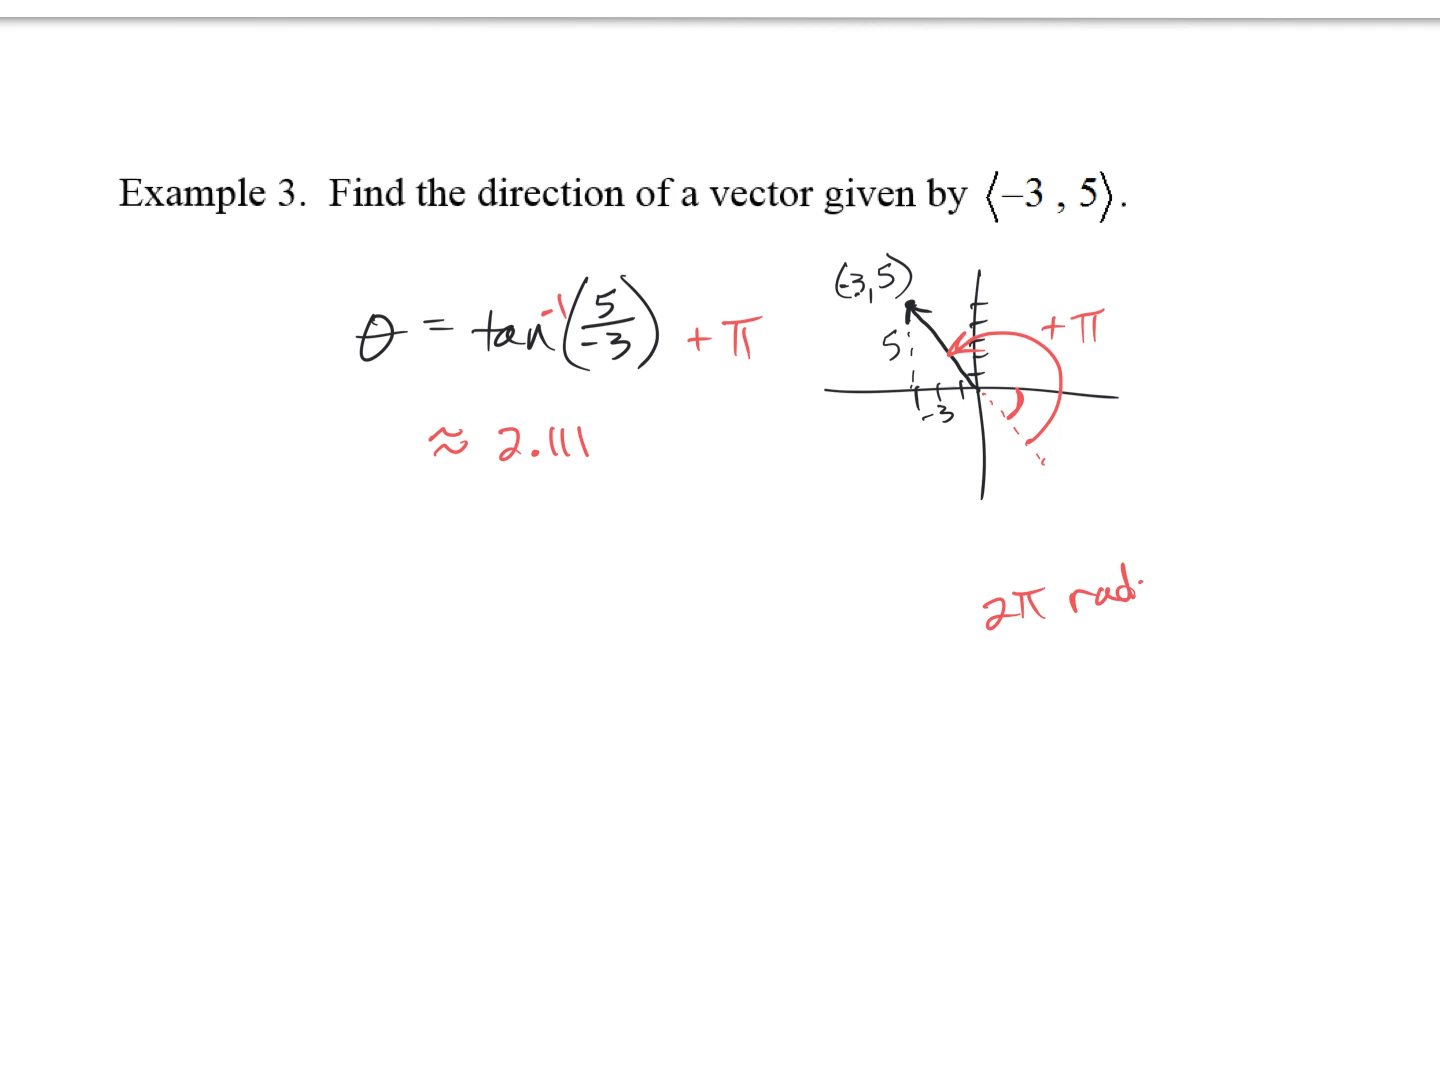 Example 3. Find the direction of a vector given by ⟨–3 , 5⟩.
(-3,5)
θ = tan⁻¹(5/-3) + π
+π
5
-3
≈ 2.111
2π rad.